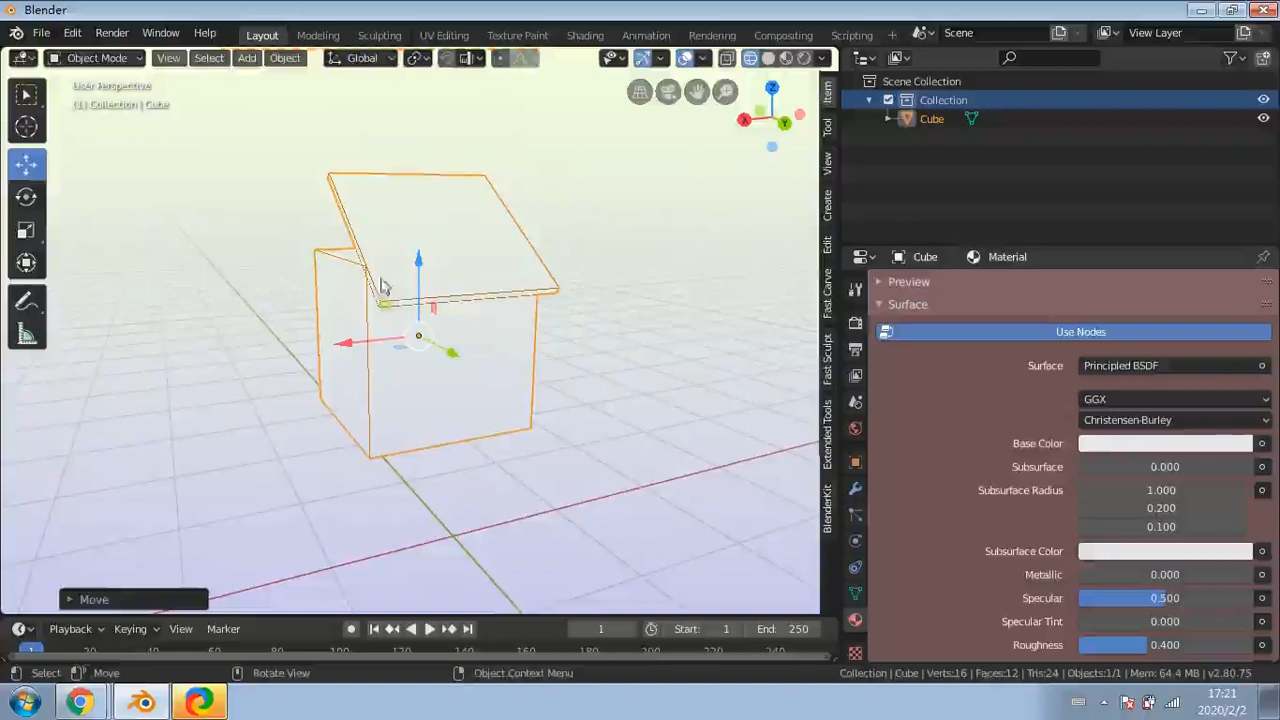 Blender
File Edit Render Window Help Layout Modeling Sculpting UV Editing Texture Paint Shading Animation Rendering Compositing Scripting Scene View Layer
Object Mode View Select Add Object Global
User Perspective
(1) Collection | Cube
X Y Z
Item
Tool
View
Create
Edit
Fast Carve
Fast Sculpt
Extended Tools
BlenderKit
Move
Scene Collection
Collection
Cube
Cube Material
Preview
Surface
Use Nodes
Surface Principled BSDF
GGX
Christensen-Burley
Base Color
Subsurface 0.000
Subsurface Radius 1.000
0.200
0.100
Subsurface Color
Metallic 0.000
Specular 0.500
Specular Tint 0.000
Roughness 0.400
Playback Keying View Marker 1 Start: 1 End: 250
1 20
Select Move Rotate View Object Context Menu Collection | Cube | Verts:16 | Faces:12 | Tris:24 | Objects:1/1 | Mem: 64.4 MB | v2.80.75
17:21
2020/2/2